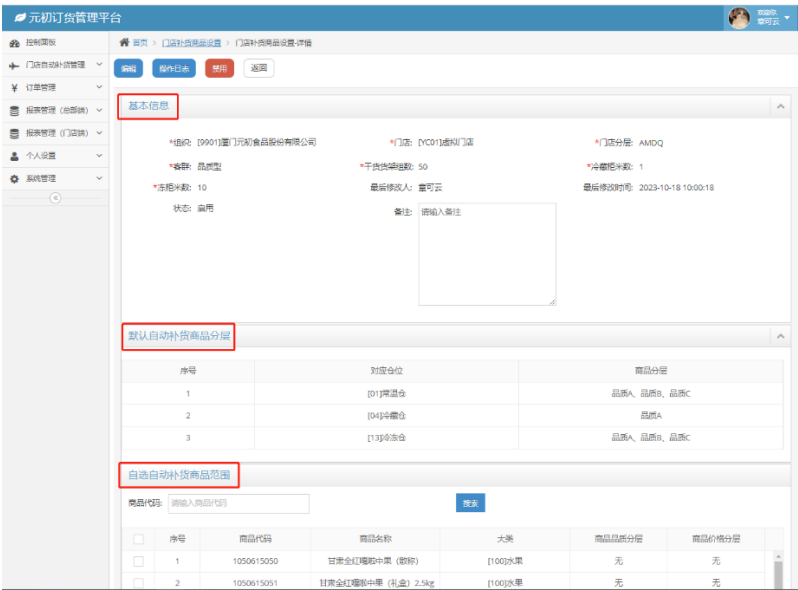 元初订货管理平台
欢迎您,
章可云
控制面板
门店自动补货管理
订单管理
报表管理（总部端）
报表管理（门店端）
个人设置
系统管理
首页 > 门店补货商品设置 > 门店补货商品设置-详情
编辑 操作日志 禁用 返回
基本信息
*组织: [9901]厦门元初食品股份有限公司 *门店: [YC01]虚拟门店 *门店分层: AMDQ
*客群: 品质型 *干货货架组数: 50 *冷藏柜米数: 1
*冻柜米数: 10 最后修改人: 章可云 最后修改时间: 2023-10-18 10:00:18
状态: 启用 备注: 请输入备注
默认自动补货商品分层
序号 对应仓位 商品分层
1 [01]常温仓 品质A、品质B、品质C
2 [04]冷藏仓 品质A
3 [13]冷冻仓 品质A、品质B、品质C
自选自动补货商品范围
商品代码: 请输入商品代码 搜索
序号 商品代码 商品名称 大类 商品品质分层 商品价格分层
1 1050615050 甘肃全红嘎啦中果（散称） [100]水果 无 无
2 1050615051 甘肃全红嘎啦中果（礼盒）2.5kg [100]水果 无 无